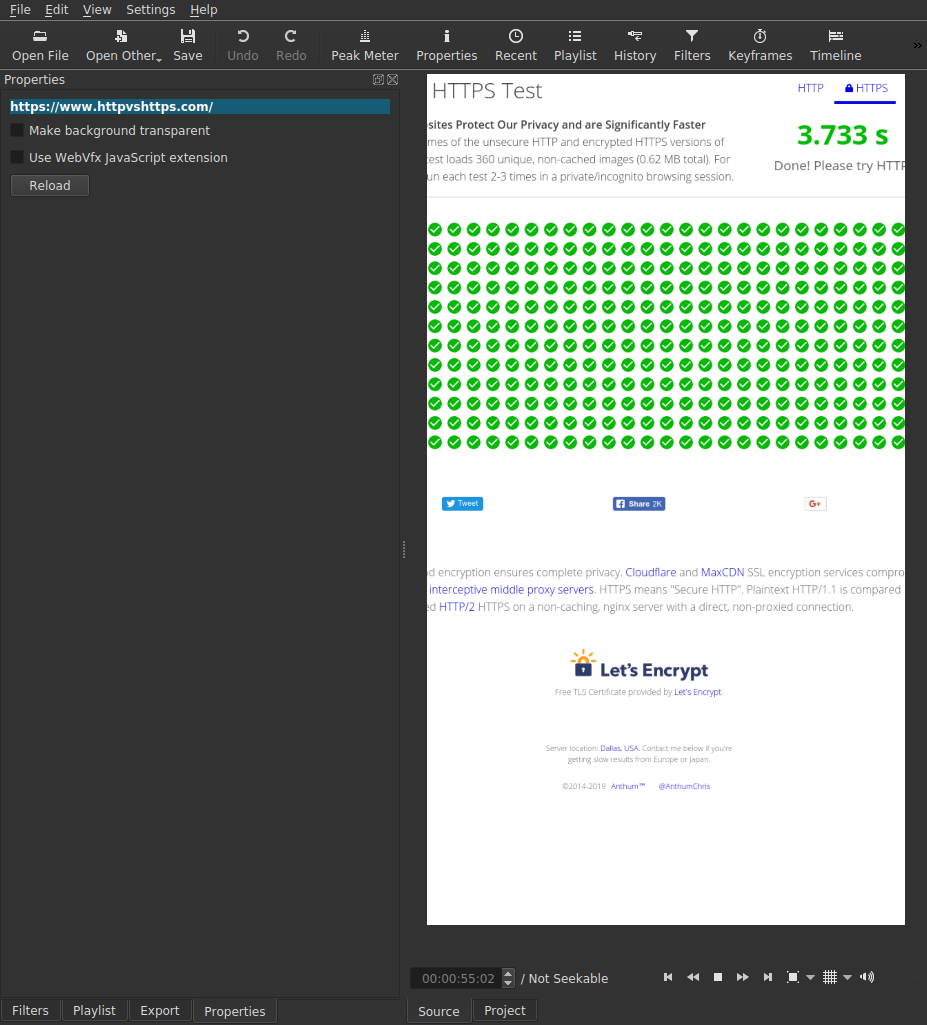 File Edit View Settings Help
Open File Open Other Save Undo Redo Peak Meter Properties Recent Playlist History Filters Keyframes Timeline »
Properties
https://www.httpvshttps.com/
Make background transparent
Use WebVfx JavaScript extension
Reload
HTTPS Test
HTTP HTTPS
sites Protect Our Privacy and are Significantly Faster
mes of the unsecure HTTP and encrypted HTTPS versions of
test loads 360 unique, non-cached images (0.62 MB total). For
un each test 2-3 times in a private/incognito browsing session.
3.733 s
Done! Please try HTTP
Tweet
Share 2K
G+
d encryption ensures complete privacy. Cloudflare and MaxCDN SSL encryption services compro
interceptive middle proxy servers. HTTPS means "Secure HTTP". Plaintext HTTP/1.1 is compared
ed HTTP/2 HTTPS on a non-caching, nginx server with a direct, non-proxied connection.
Let's Encrypt
Free TLS Certificate provided by Let's Encrypt.
Server location: Dallas, USA. Contact me below if you're
getting slow results from Europe or Japan.
©2014-2019 Anthum™ @AnthumChris
00:00:55:02 / Not Seekable
Filters Playlist Export Properties
Source Project